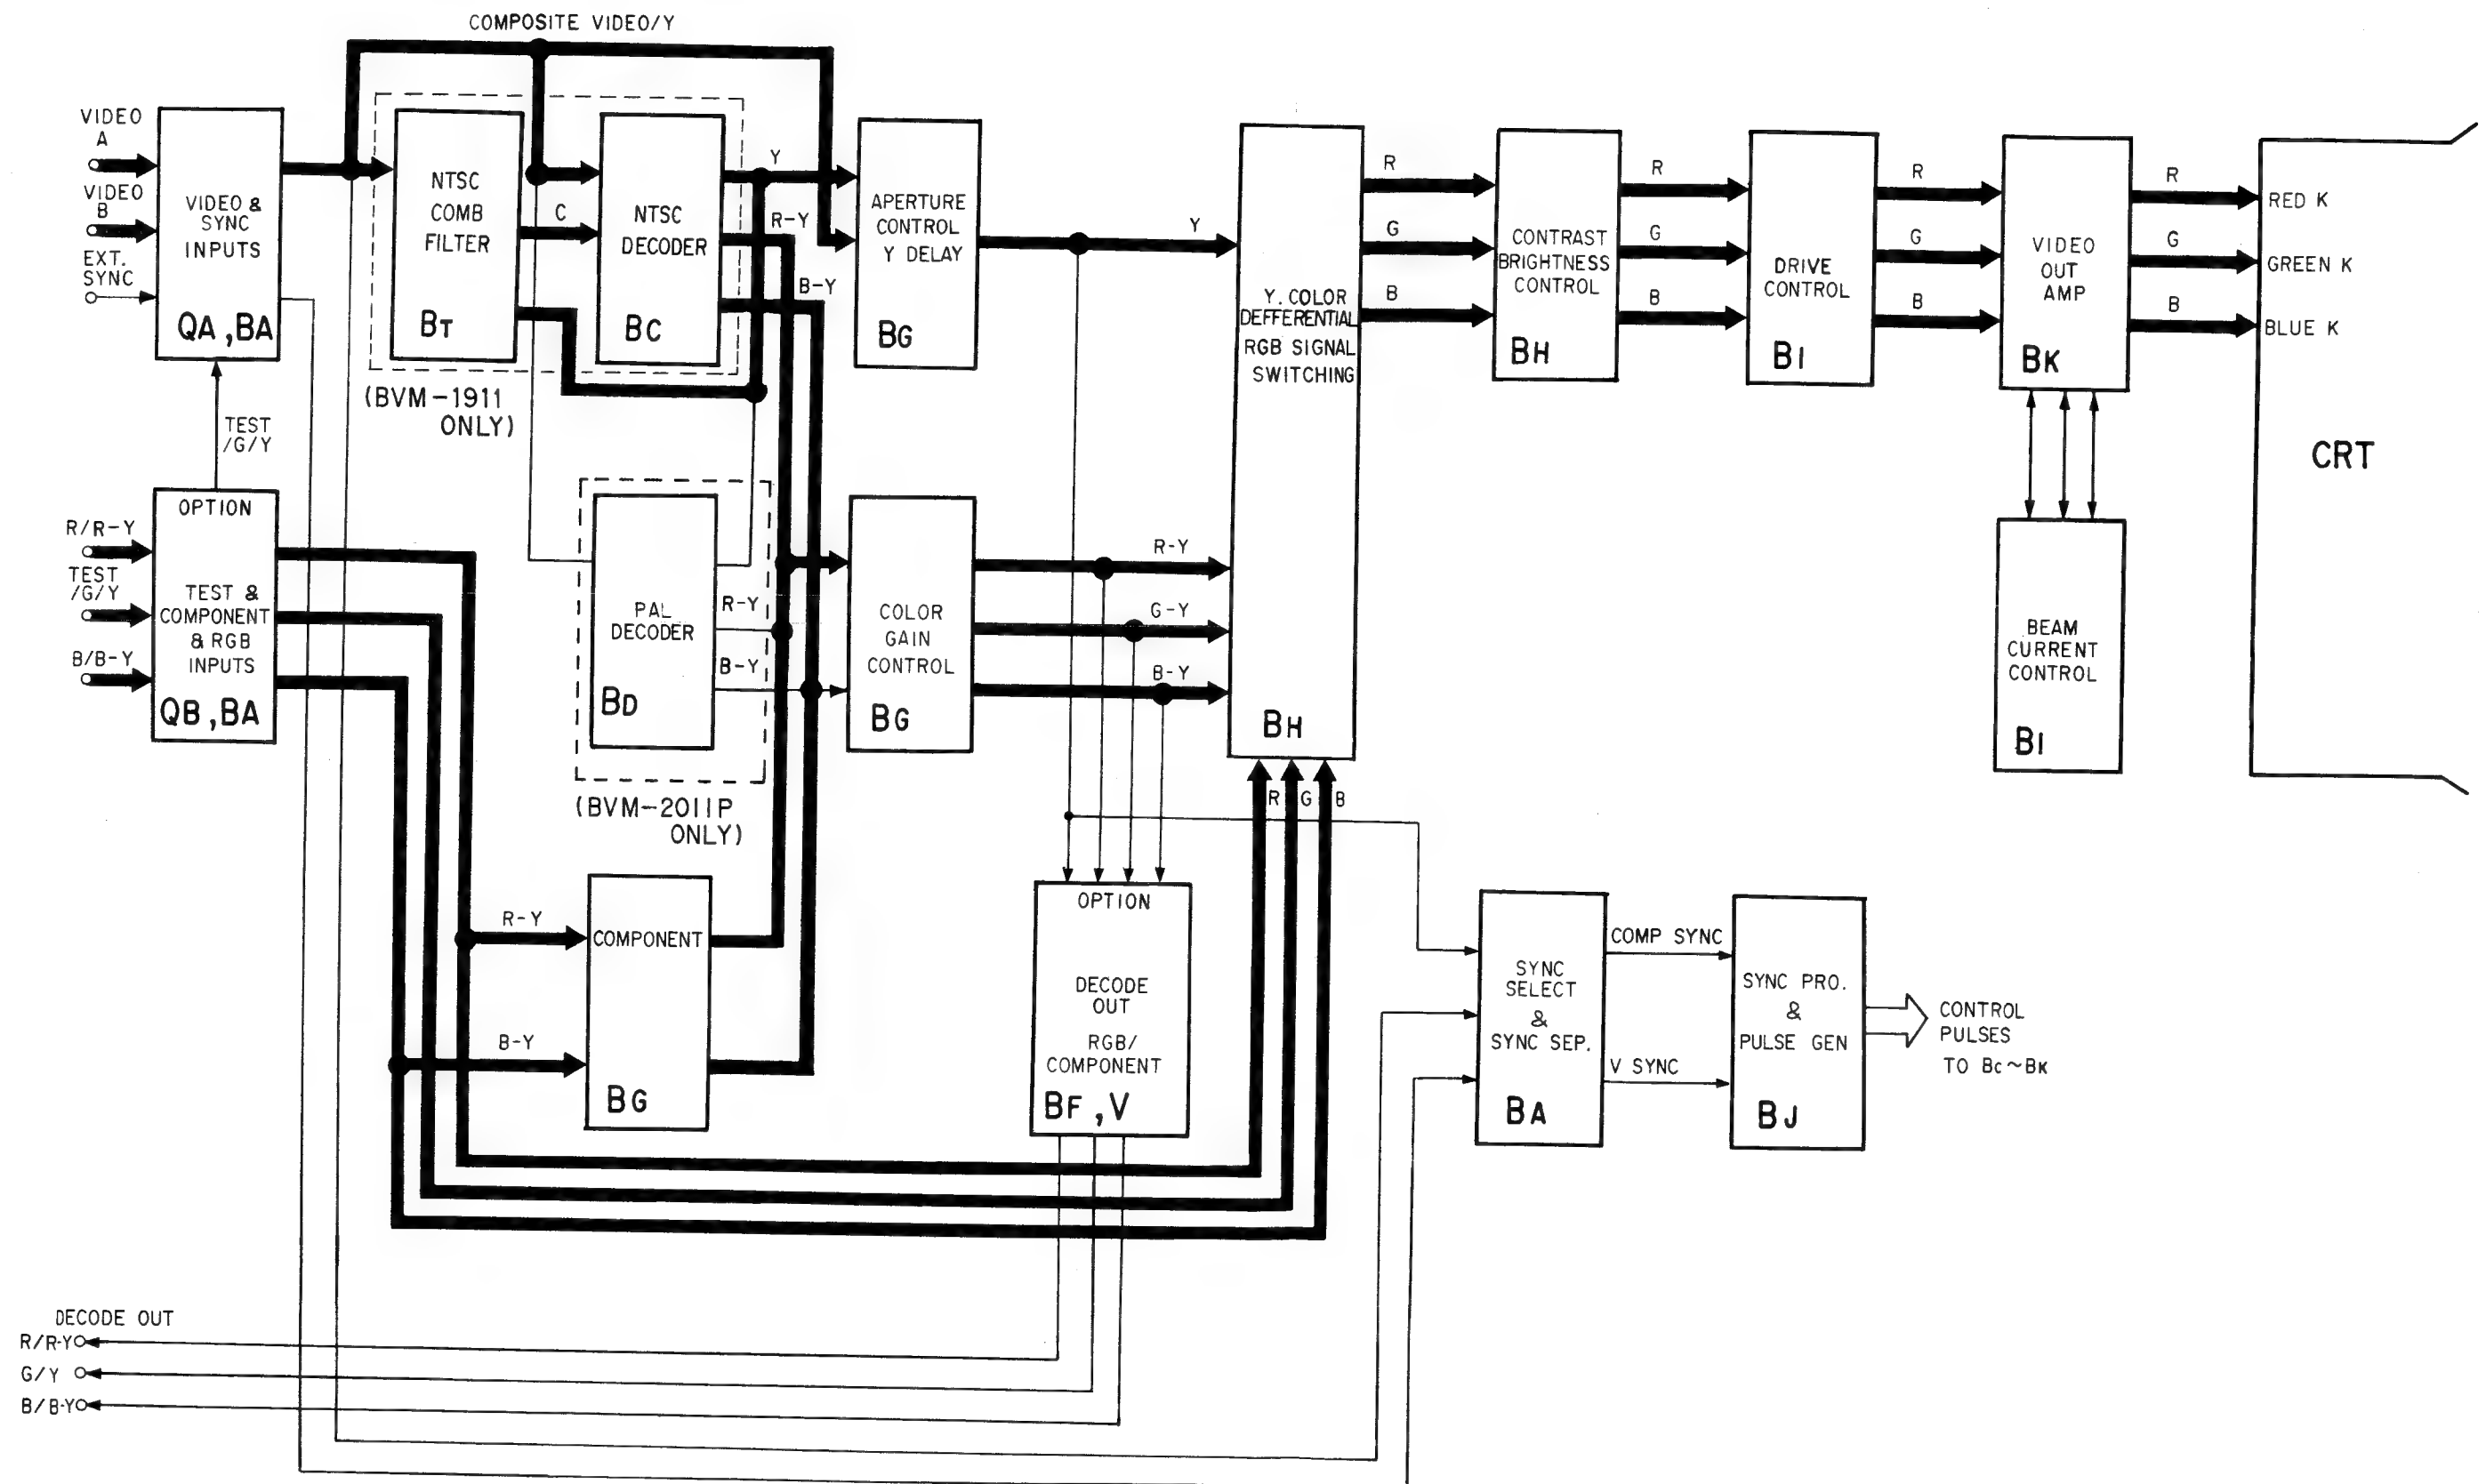 COMPOSITE VIDEO/Y
VIDEO
A
VIDEO
B
EXT.
SYNC
VIDEO &
SYNC
INPUTS
QA, BA
NTSC
COMB
FILTER
BT
C
NTSC
DECODER
BC
(BVM-1911
ONLY)
Y
R-Y
B-Y
APERTURE
CONTROL
Y DELAY
BG
Y
Y. COLOR
DEFFERENTIAL
RGB SIGNAL
SWITCHING
BH
R
G
B
CONTRAST
BRIGHTNESS
CONTROL
BH
R
G
B
DRIVE
CONTROL
BI
R
G
B
VIDEO
OUT
AMP
BK
R
G
B
RED K
GREEN K
BLUE K
CRT
TEST
/G/Y
R/R-Y
TEST
/G/Y
B/B-Y
OPTION
TEST &
COMPONENT
& RGB
INPUTS
QB, BA
PAL
DECODER
BD
R-Y
B-Y
(BVM-2011P
ONLY)
COLOR
GAIN
CONTROL
BG
R-Y
G-Y
B-Y
R
G
B
BEAM
CURRENT
CONTROL
BI
R-Y
B-Y
COMPONENT
BG
OPTION
DECODE
OUT
RGB/
COMPONENT
BF, V
SYNC
SELECT
&
SYNC SEP.
BA
COMP SYNC
V SYNC
SYNC PRO.
&
PULSE GEN
BJ
CONTROL
PULSES
TO BC~BK
DECODE OUT
R/R-Y
G/Y
B/B-Y